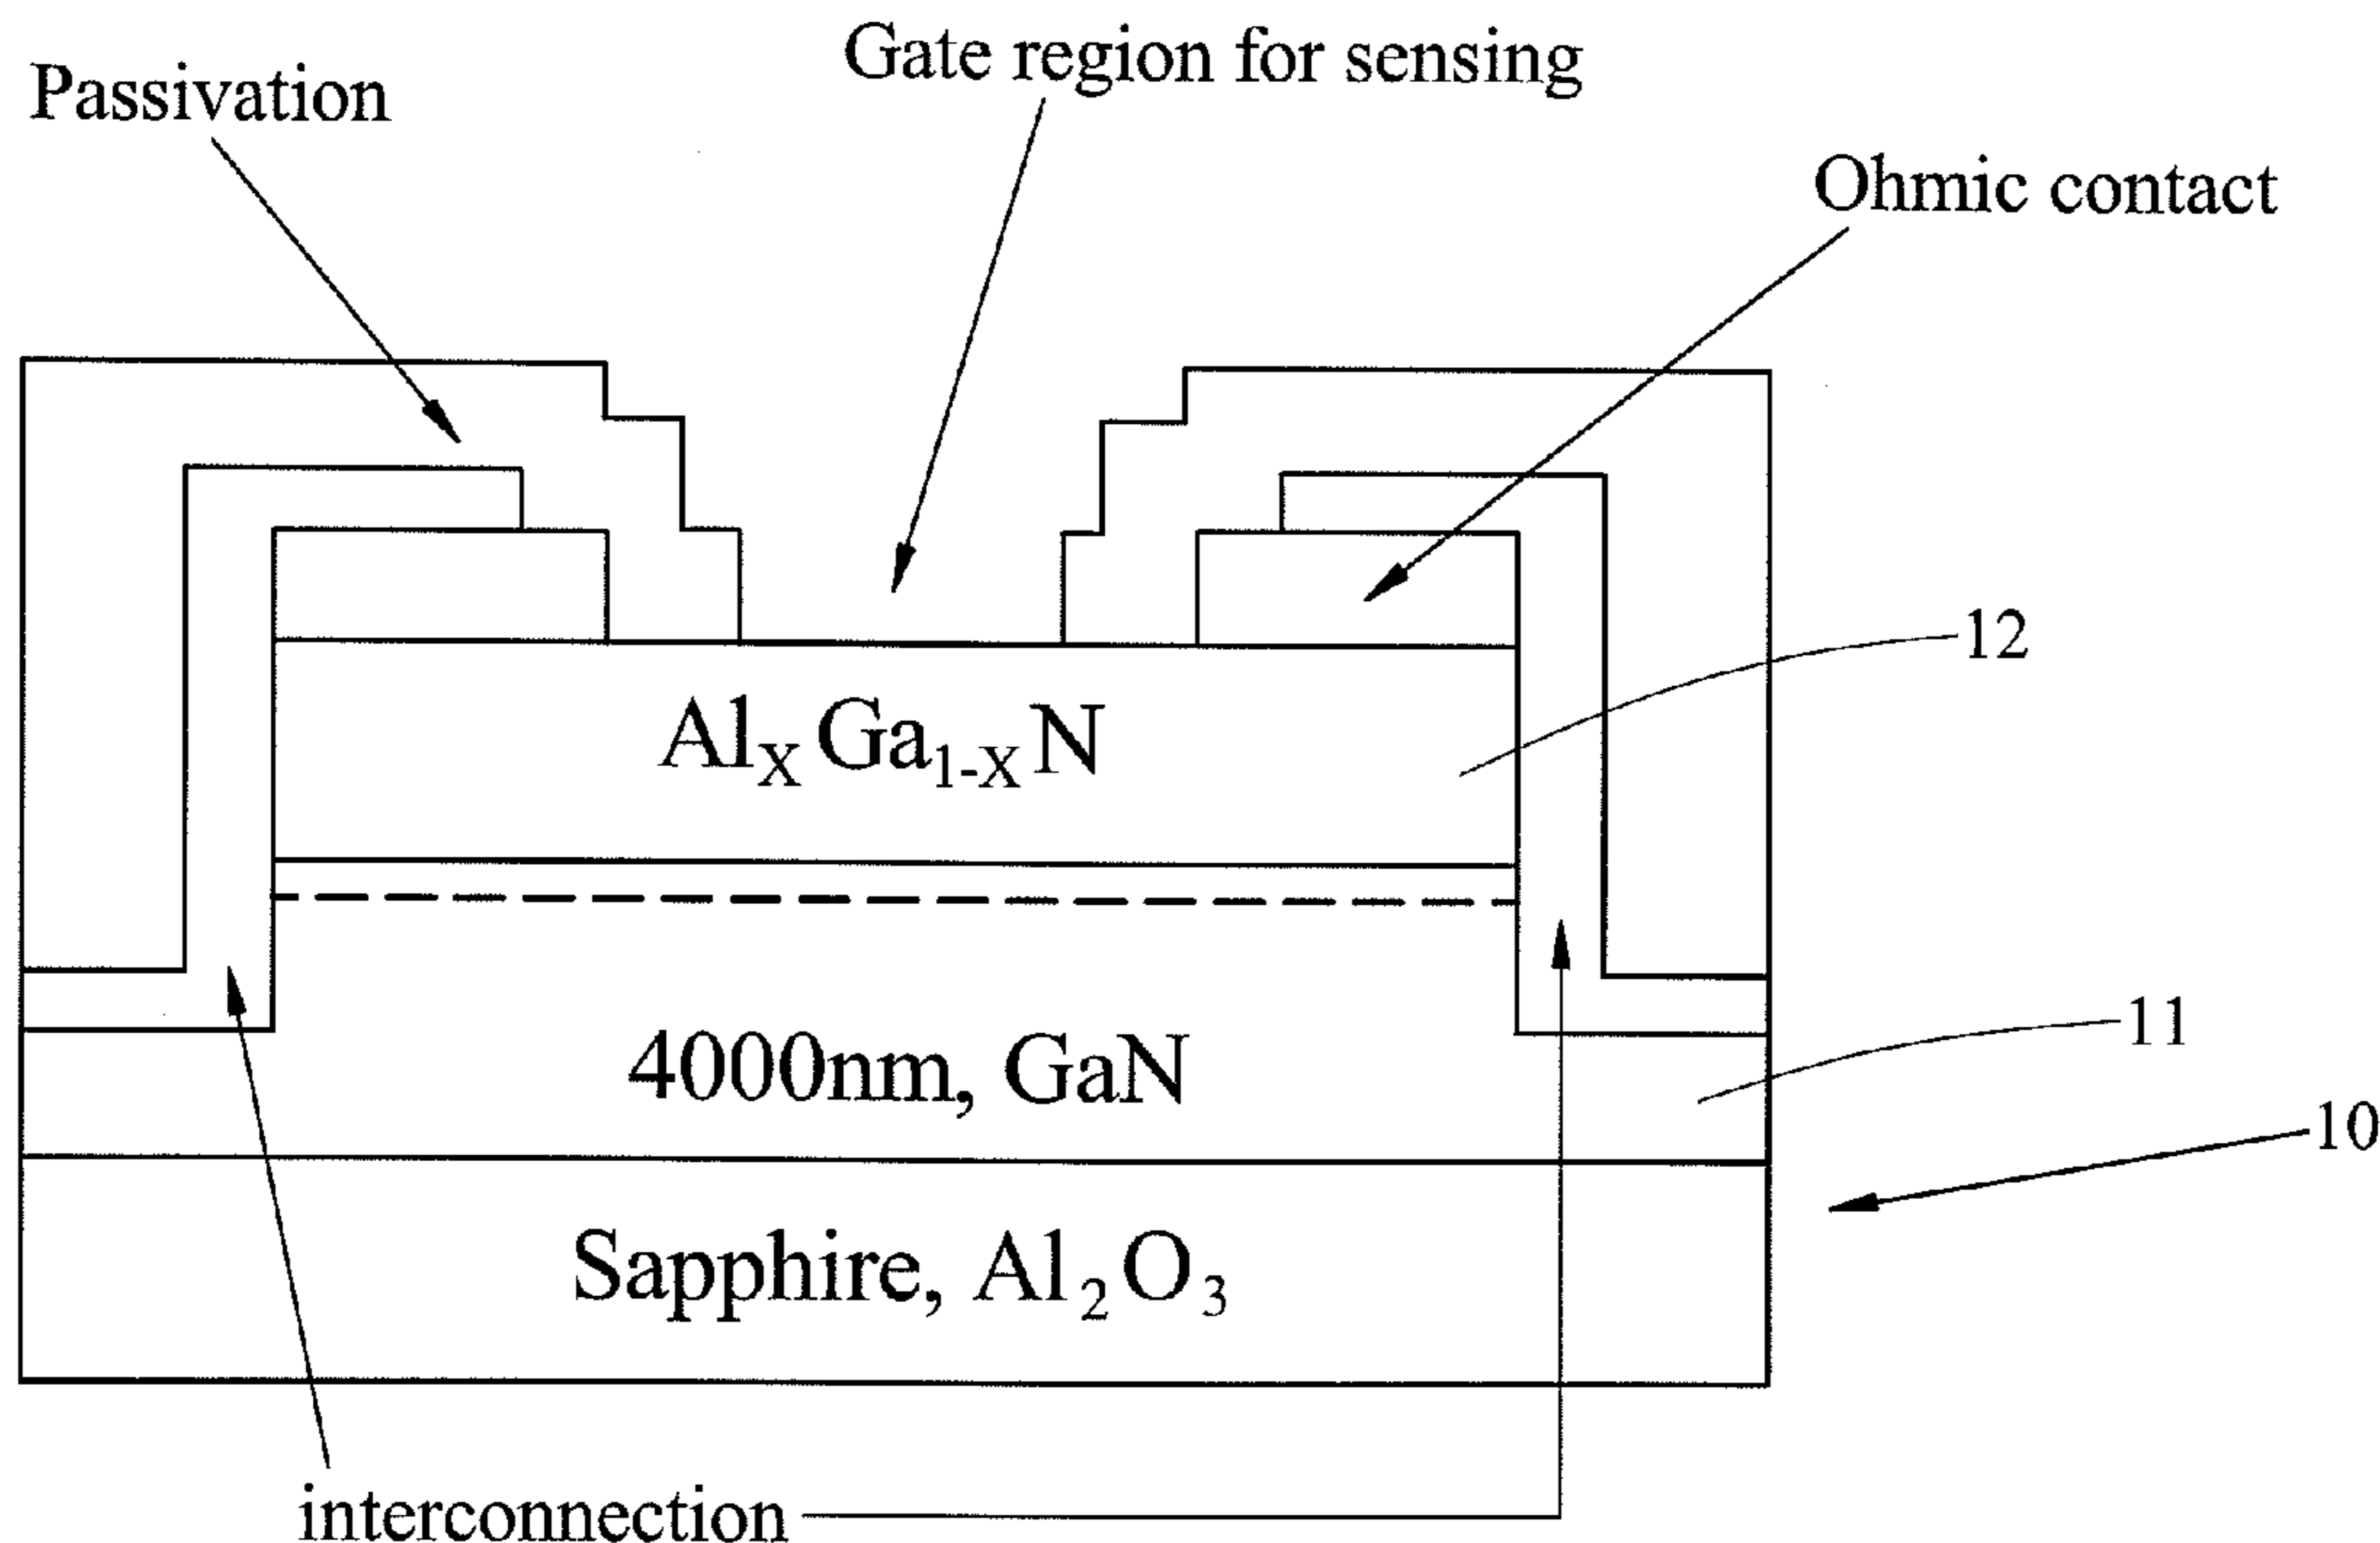 Gate region for sensing
Passivation
Ohmic contact
12
AlXGa1-XN
11
4000nm, GaN
10
Sapphire, Al2O3
interconnection